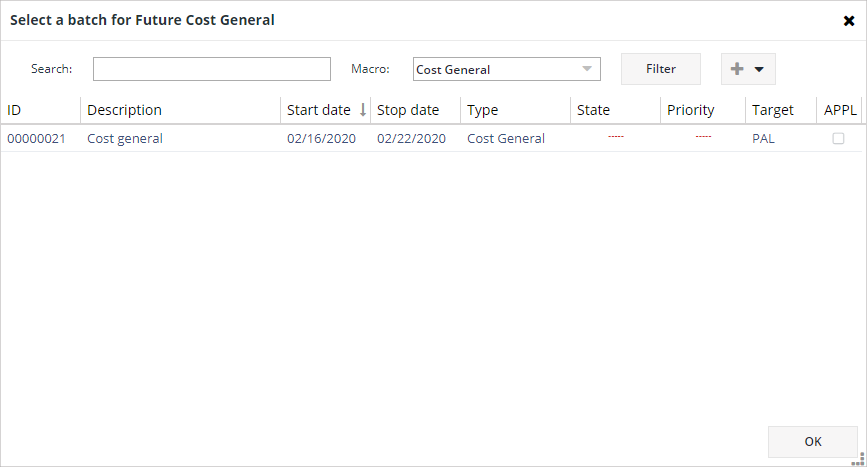 Select a batch for Future Cost General
Search: Macro: Cost General Filter
ID Description Start date Stop date Type State Priority Target APPL
00000021 Cost general 02/16/2020 02/22/2020 Cost General ----- ----- PAL
OK